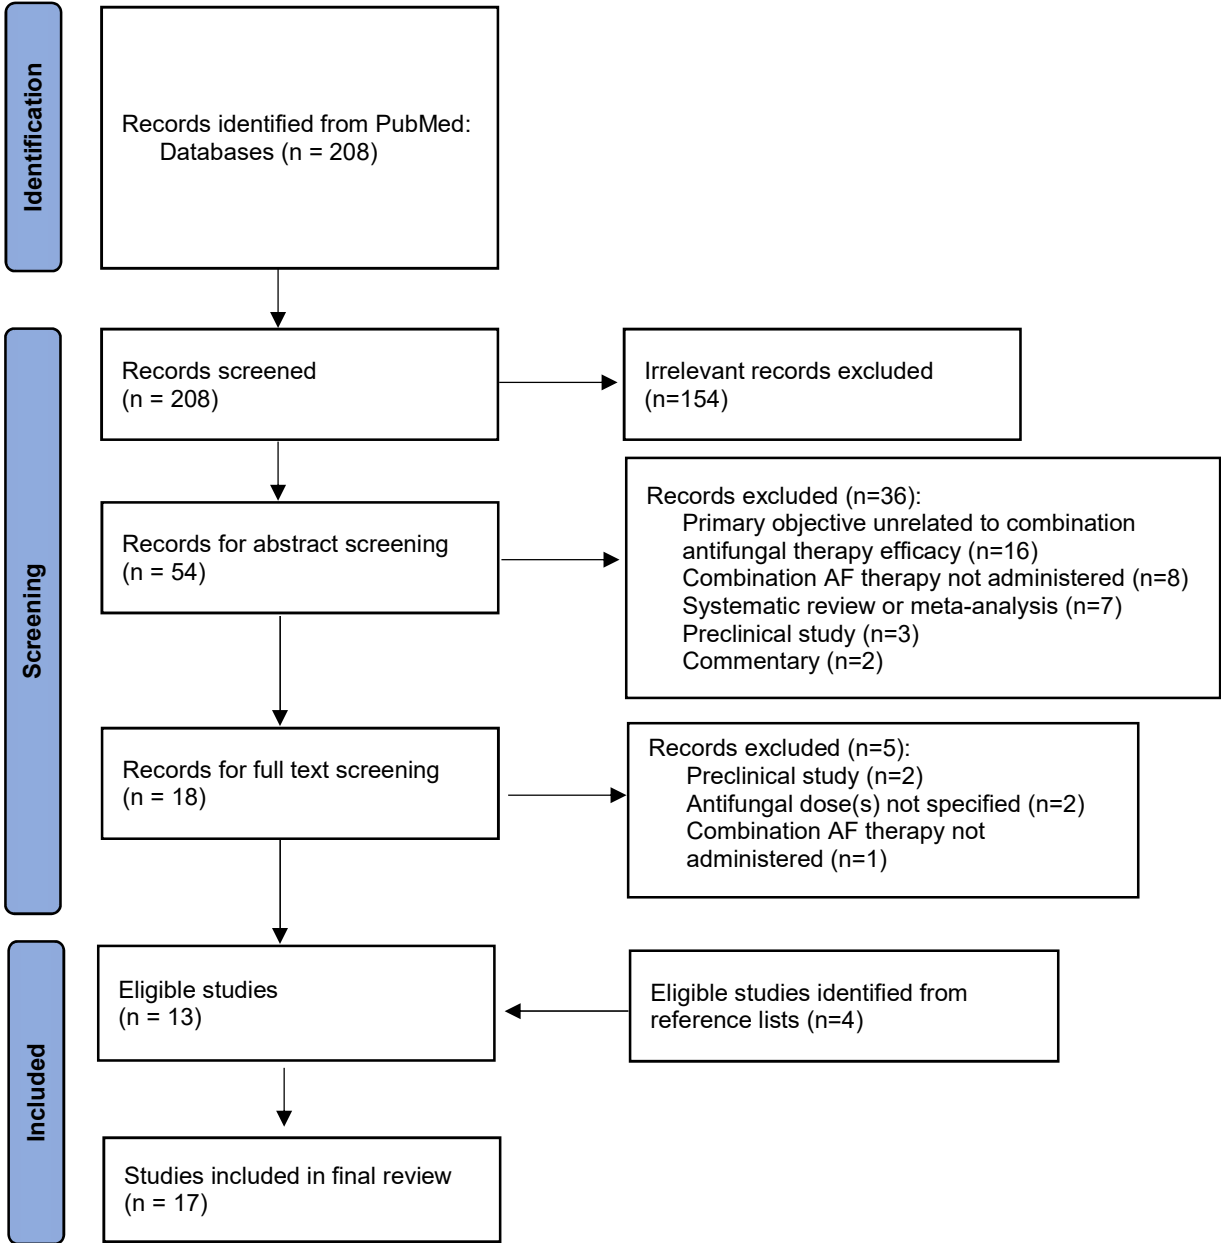 Identification
Records identified from PubMed:
Databases (n = 208)
Screening
Records screened
(n = 208)
Irrelevant records excluded
(n=154)
Records for abstract screening
(n = 54)
Records excluded (n=36):
Primary objective unrelated to combination
antifungal therapy efficacy (n=16)
Combination AF therapy not administered (n=8)
Systematic review or meta-analysis (n=7)
Preclinical study (n=3)
Commentary (n=2)
Records for full text screening
(n = 18)
Records excluded (n=5):
Preclinical study (n=2)
Antifungal dose(s) not specified (n=2)
Combination AF therapy not
administered (n=1)
Included
Eligible studies
(n = 13)
Eligible studies identified from
reference lists (n=4)
Studies included in final review
(n = 17)